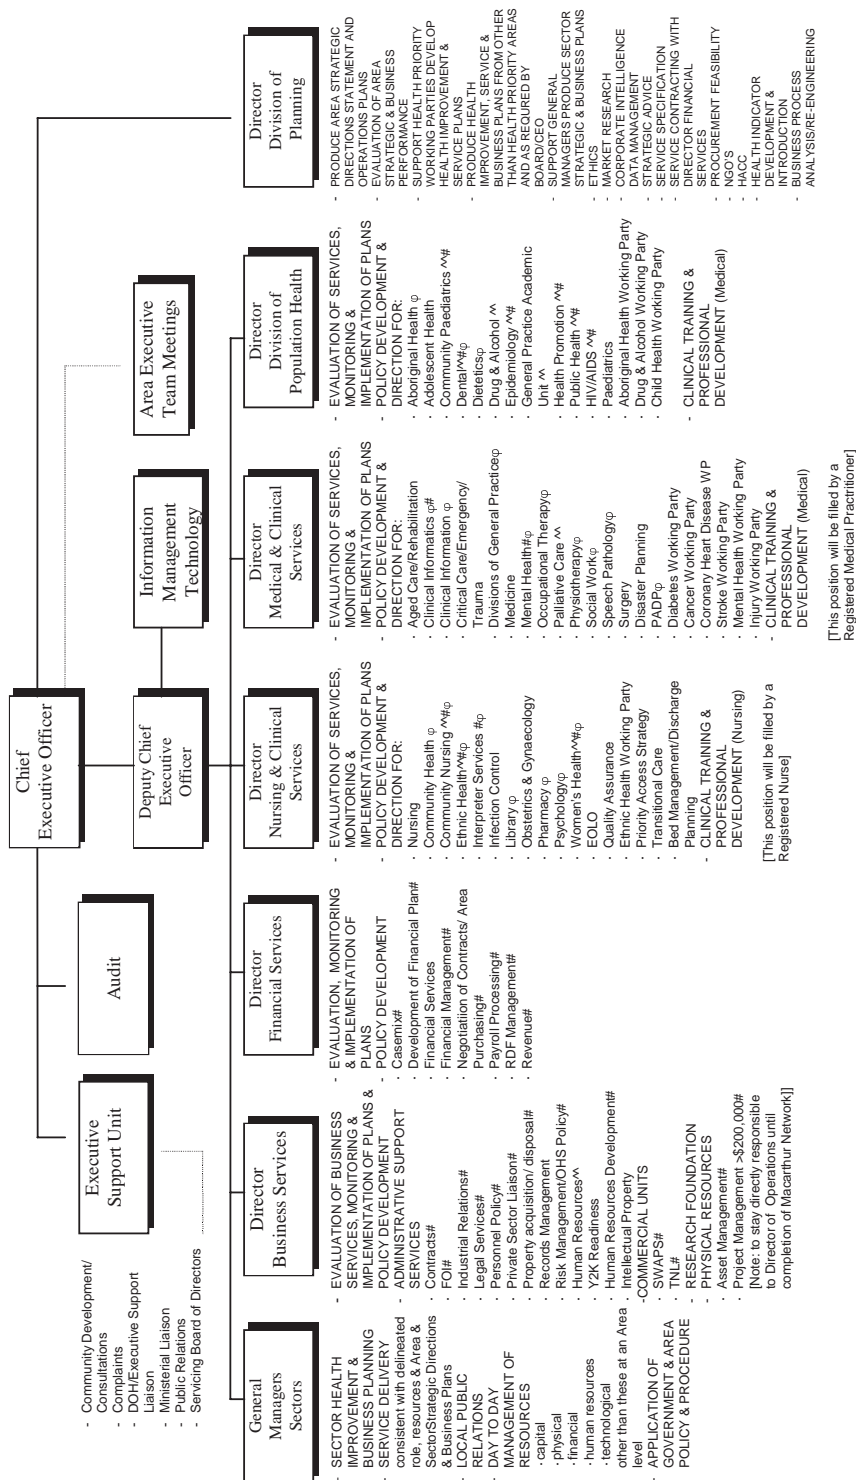 Chief
Executive Officer
- Community Development/
Consultations
- Complaints
- DOH/Executive Support
Liaison
- Ministerial Liaison
- Public Relations
- Servicing Board of Directors
Executive
Support Unit
Audit
Deputy Chief
Executive
Officer
Information
Management
Technology
Area Executive
Team Meetings
General
Managers
Sectors
- SECTOR HEALTH
IMPROVEMENT &
BUSINESS PLANNING
- SERVICE DELIVERY
consistent with delineated
role, resources & Area &
SectorStrategic Directions
& Business Plans
- LOCAL PUBLIC
RELATIONS
- DAY TO DAY
MANAGEMENT OF
RESOURCES
· capital
· physical
· financial
· human resources
· technological
other than these at an Area
level
- APPLICATION OF
GOVERNMENT & AREA
POLICY & PROCEDURE
Director
Business Services
- EVALUATION OF BUSINESS
SERVICES, MONITORING &
IMPLEMENTATION OF PLANS &
POLICY DEVELOPMENT
- ADMINISTRATIVE SUPPORT
SERVICES
· Contracts#
· FOI#
· Industrial Relations#
· Legal Services#
· Personnel Policy#
· Private Sector Liaison#
· Property acquisition/ disposal#
· Records Management
· Risk Management/OHS Policy#
· Human Resources^^
· Y2K Readiness
· Human Resources Development#
· Intellectual Property
-COMMERCIAL UNITS
· SWAPS#
· TNL#
- RESEARCH FOUNDATION
- PHYSICAL RESOURCES
· Asset Management#
· Project Management >$200,000#
[Note: to stay directly responsible
to Director of Operations until
completion of Macarthur Network]]
Director
Financial Services
- EVALUATION, MONITORING
& IMPLEMENTATION OF
PLANS
- POLICY DEVELOPMENT
· Casemix#
· Development of Financial Plan#
· Financial Services
· Financial Management#
· Negotiatiion of Contracts/ Area
Purchasing#
· Payroll Processing#
· RDF Management#
· Revenue#
Director
Nursing & Clinical
Services
- EVALUATION OF SERVICES,
MONITORING &
IMPLEMENTATION OF PLANS
- POLICY DEVELOPMENT &
DIRECTION FOR:
· Nursing
· Community Health φ
· Community Nursing ^^#φ
· Ethnic Health^^#φ
· Interpreter Services #φ
· Infection Control
· Library φ
· Obstetrics & Gynaecology
· Pharmacy φ
· Psychologyφ
· Women's Health^^#φ
· EOLO
· Quality Assurance
· Ethnic Health Working Party
· Priority Access Strategy
· Transitional Care
· Bed Management/Discharge
Planning
- CLINICAL TRAINING &
PROFESSIONAL
DEVELOPMENT (Nursing)
[This position will be filled by a
Registered Nurse]
Director
Medical & Clinical
Services
- EVALUATION OF SERVICES,
MONITORING &
IMPLEMENTATION OF PLANS
- POLICY DEVELOPMENT &
DIRECTION FOR:
· Aged Care/Rehabilitation
· Clinical Informatics φ#
· Clinical Information φ
· Critical Care/Emergency/
Trauma
· Divisions of General Practiceφ
· Medicine
· Mental Health#φ
· Occupational Therapyφ
· Palliative Care ^^
· Physiotherapyφ
· Social Workφ
· Speech Pathologyφ
· Surgery
· Disaster Planning
· PADPφ
· Diabetes Working Party
· Cancer Working Party
· Coronary Heart Disease WP
· Stroke Working Party
· Mental Health Working Party
· Injury Working Party
- CLINICAL TRAINING &
PROFESSIONAL
DEVELOPMENT (Medical)
[This position will be filled by a
Registered Medical Practitioner]
Director
Division of
Population Health
- EVALUATION OF SERVICES,
MONITORING &
IMPLEMENTATION OF PLANS
- POLICY DEVELOPMENT &
DIRECTION FOR:
· Aboriginal Health φ
· Adolescent Health
· Community Paediatrics ^^#
· Dental^^#φ
· Dieteticsφ
· Drug & Alcohol ^^
· Epidemiology ^^#
· General Practice Academic
Unit ^^
· Health Promotion ^^#
· Public Health ^^#
· HIV/AIDS ^^#
· Paediatrics
· Aboriginal Health Working Party
· Drug & Alcohol Working Party
· Child Health Working Party
- CLINICAL TRAINING &
PROFESSIONAL
DEVELOPMENT (Medical)
Director
Division of
Planning
- PRODUCE AREA STRATEGIC
DIRECTIONS STATEMENT AND
OPERATIONS PLANS
- EVALUATION OF AREA
STRATEGIC & BUSINESS
PERFORMANCE
- SUPPORT HEALTH PRIORITY
WORKING PARTIES DEVELOP
HEALTH IMPROVEMENT &
SERVICE PLANS
- PRODUCE HEALTH
IMPROVEMENT, SERVICE &
BUSINESS PLANS FROM OTHER
THAN HEALTH PRIORITY AREAS
AND AS REQURED BY
BOARD/CEO
- SUPPORT GENERAL
MANAGERS PRODUCE SECTOR
STRATEGIC & BUSINESS PLANS
- ETHICS
- MARKET RESEARCH
- CORPORATE INTELLIGENCE
- DATA MANAGEMENT
- STRATEGIC ADVICE
- SERVICE SPECIFICATION
- SERVICE CONTRACTING WITH
DIRECTOR FINANCIAL
SERVICES
- PROCUREMENT FEASIBILITY
- NGO'S
- HACC
- HEALTH INDICATOR
DEVELOPMENT &
INTRODUCTION
- BUSINESS PROCESS
ANALYSIS/RE-ENGINEERING